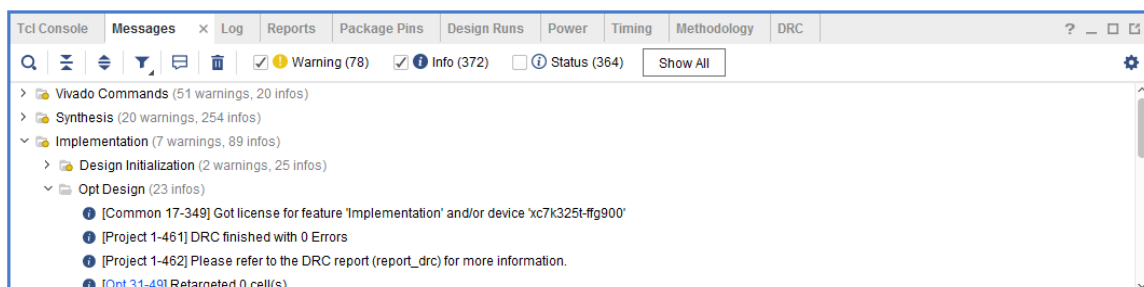 Tcl Console Messages × Log Reports Package Pins Design Runs Power Timing Methodology DRC ? _ □
Warning (78) Info (372) Status (364) Show All
Vivado Commands (51 warnings, 20 infos)
Synthesis (20 warnings, 254 infos)
Implementation (7 warnings, 89 infos)
Design Initialization (2 warnings, 25 infos)
Opt Design (23 infos)
[Common 17-349] Got license for feature 'Implementation' and/or device 'xc7k325t-ffg900'
[Project 1-461] DRC finished with 0 Errors
[Project 1-462] Please refer to the DRC report (report_drc) for more information.
[Opt 31-49] Retargeted 0 cell(s)